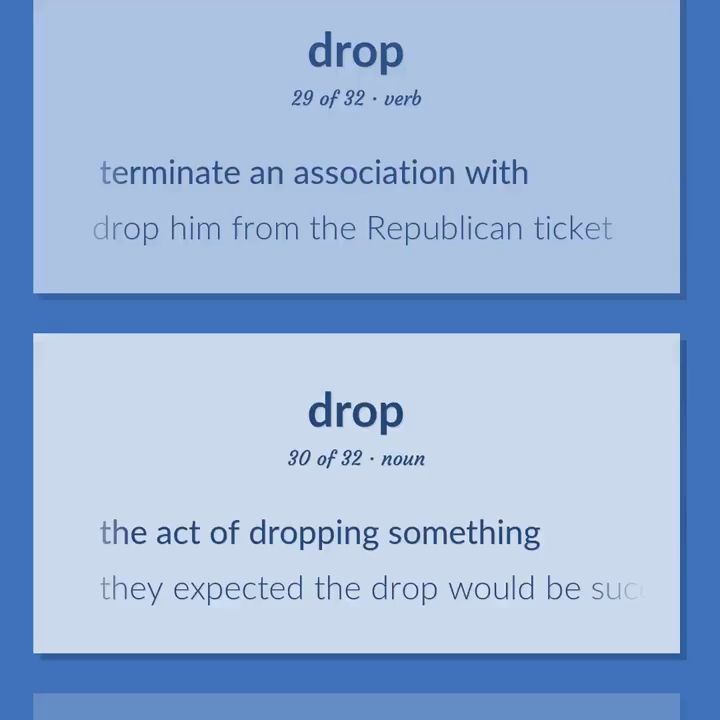 drop
29 of 32 · verb
terminate an association with
drop him from the Republican ticket
drop
30 of 32 · noun
the act of dropping something
they expected the drop would be